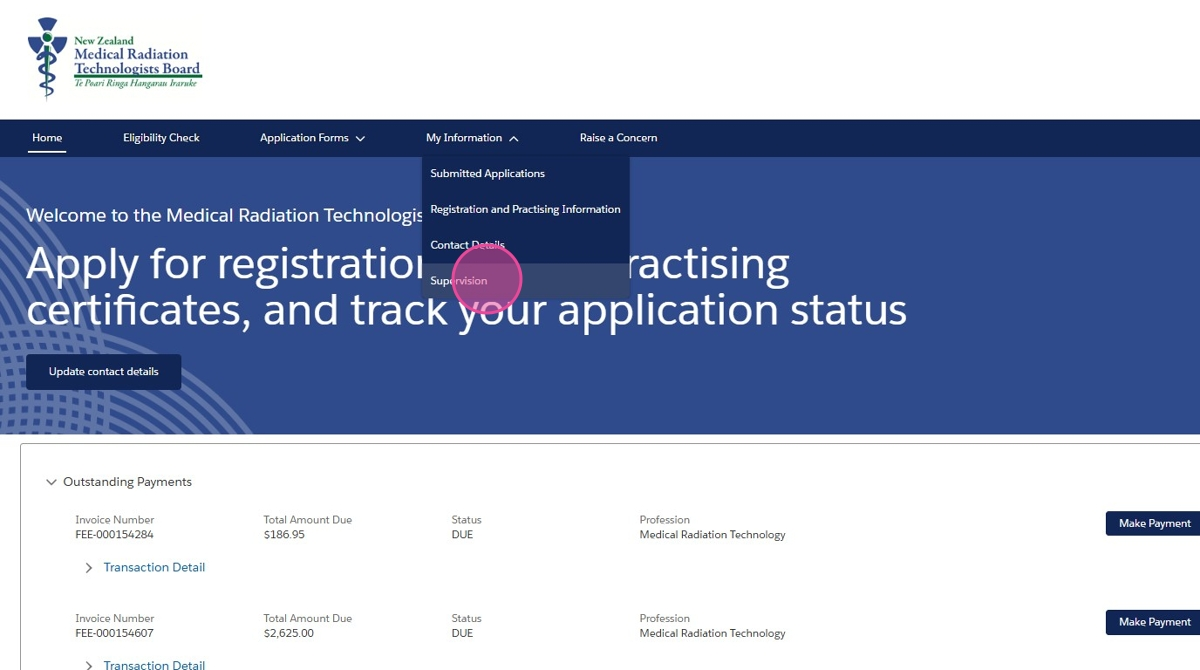 New Zealand
Medical Radiation
Technologists Board
Te Poari Ringa Hangarau Iraruke
Home Eligibility Check Application Forms My Information Raise a Concern
Submitted Applications
Registration and Practising Information
Contact Details
Supervision
Welcome to the Medical Radiation Technologis
Apply for registration ractising
certificates, and track your application status
Update contact details
Outstanding Payments
Invoice Number Total Amount Due Status Profession
FEE-000154284 $186.95 DUE Medical Radiation Technology
Make Payment
Transaction Detail
Invoice Number Total Amount Due Status Profession
FEE-000154607 $2,625.00 DUE Medical Radiation Technology
Make Payment
Transaction Detail